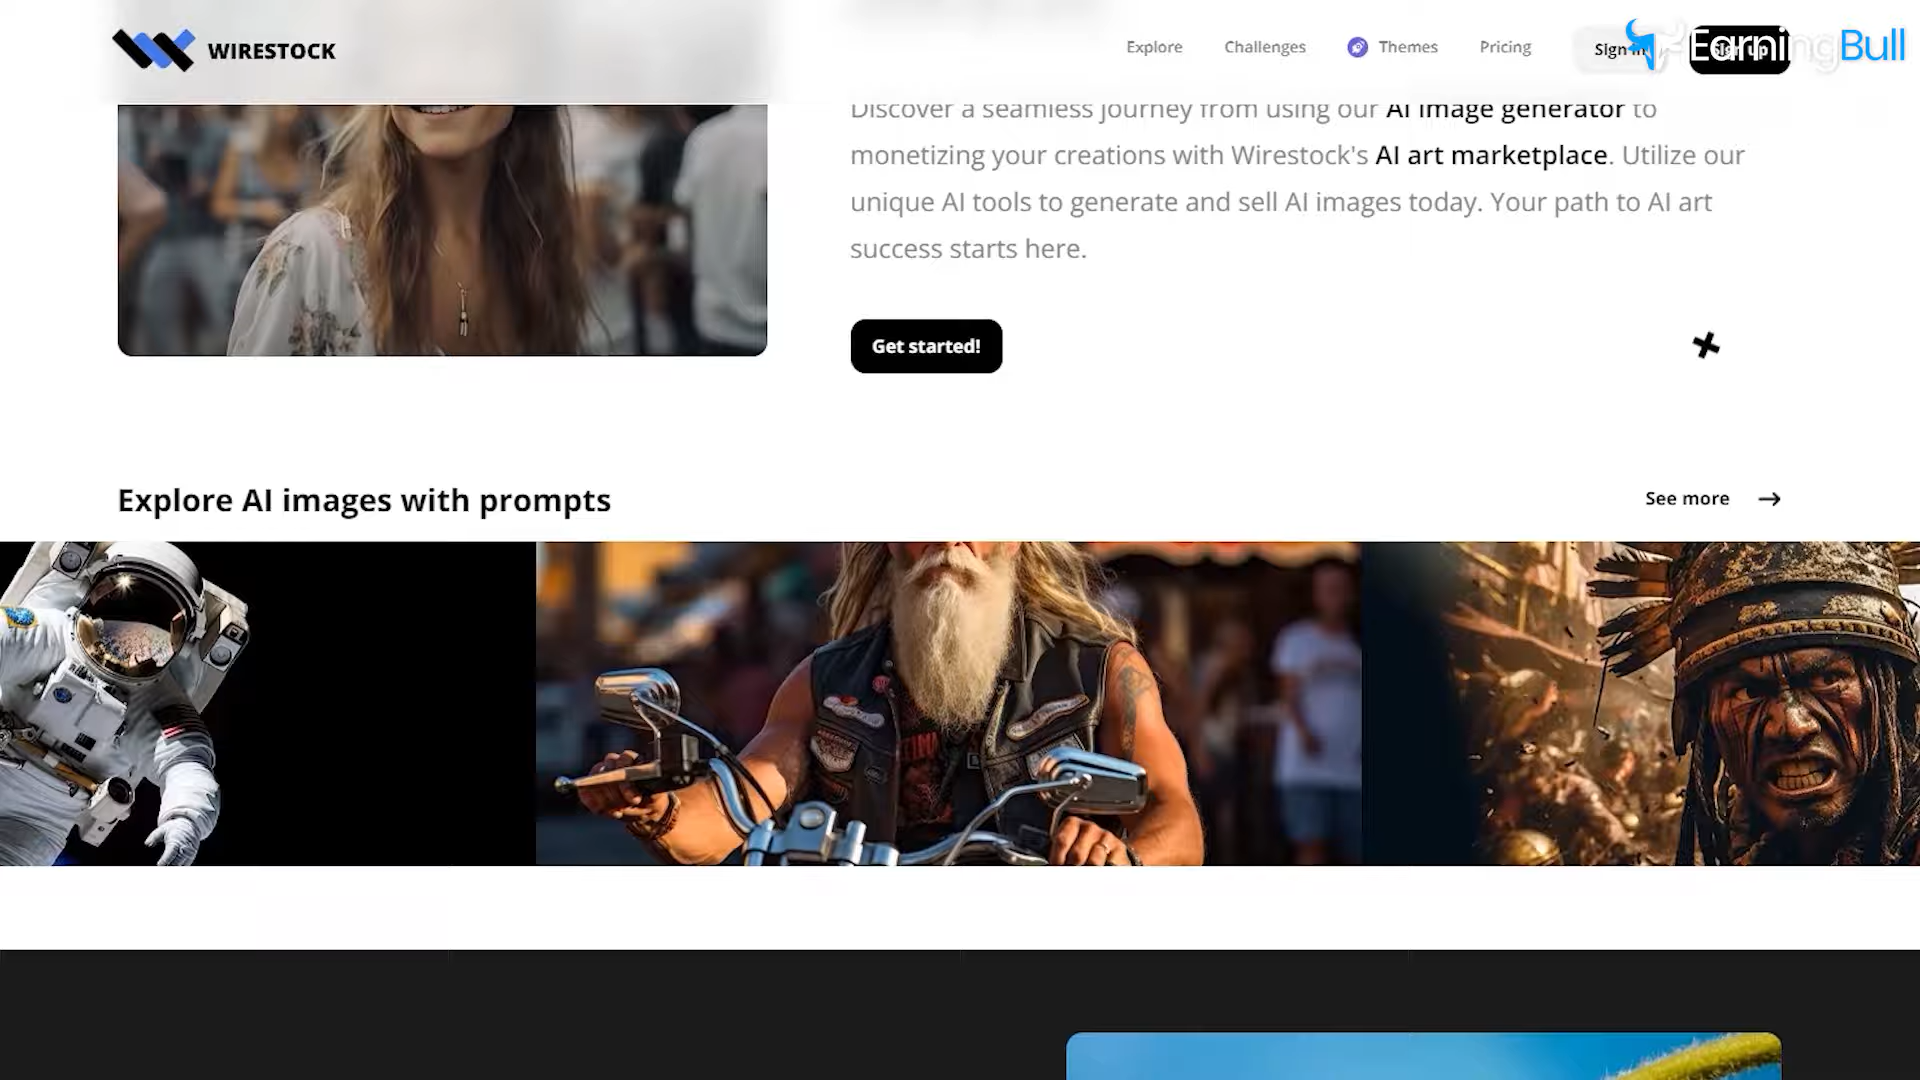 WIRESTOCK
Explore
Challenges
Themes
Pricing
Sign in
Sign up
EarningBull
Discover a seamless journey from using our AI image generator to
monetizing your creations with Wirestock's AI art marketplace. Utilize our
unique AI tools to generate and sell AI images today. Your path to AI art
success starts here.
Get started!
Explore AI images with prompts
See more